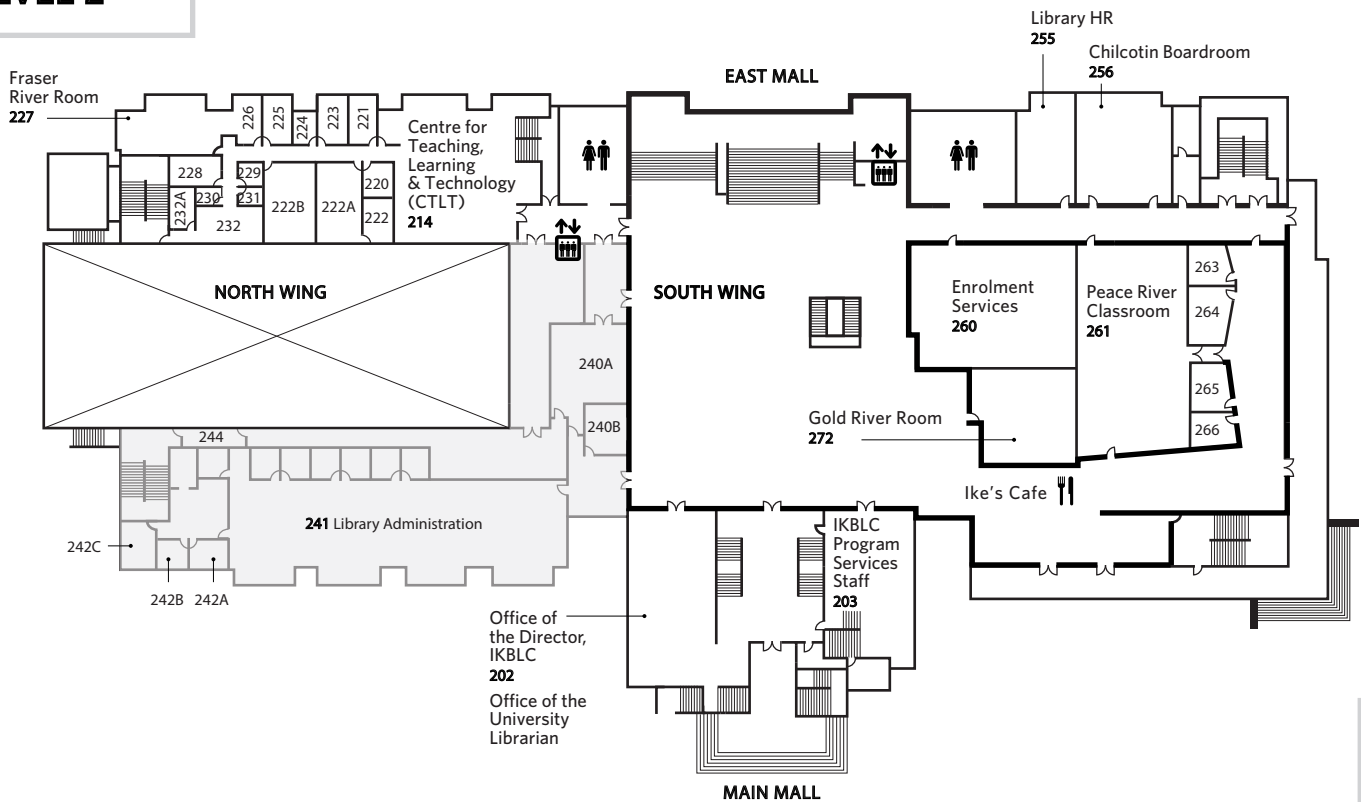 Library HR
255
Chilcotin Boardroom
256
EAST MALL
Fraser
River Room
227
226
225
224
223
221
Centre for
Teaching,
Learning
& Technology
(CTLT)
214
228
229
230
231
232A
232
222B
222A
220
222
NORTH WING
SOUTH WING
Enrolment
Services
260
Peace River
Classroom
261
263
264
265
266
240A
240B
Gold River Room
272
Ike's Cafe
244
241 Library Administration
242C
242B
242A
IKBLC
Program
Services
Staff
203
Office of
the Director,
IKBLC
202
Office of the
University
Librarian
MAIN MALL